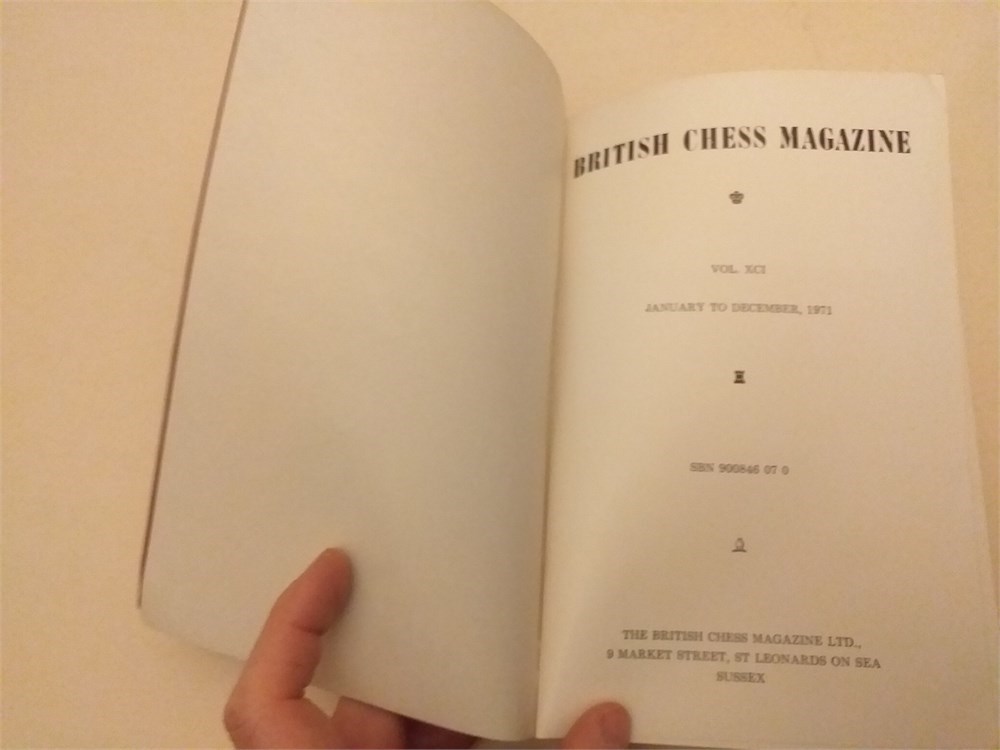 BRITISH CHESS MAGAZINE
VOL. XCI
JANUARY TO DECEMBER, 1971
SBN 900846 07 0
THE BRITISH CHESS MAGAZINE LTD.,
9 MARKET STREET, ST LEONARDS ON SEA
SUSSEX